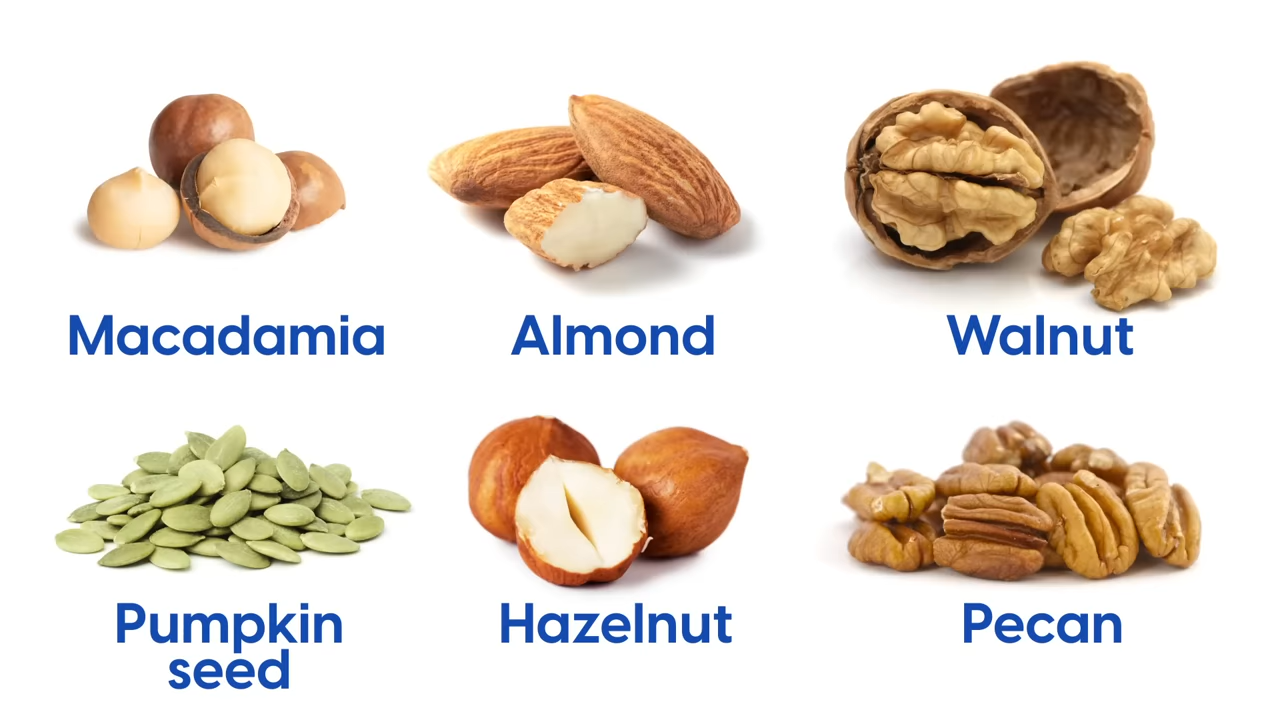 Macadamia
Almond
Walnut
Pumpkin
seed
Hazelnut
Pecan